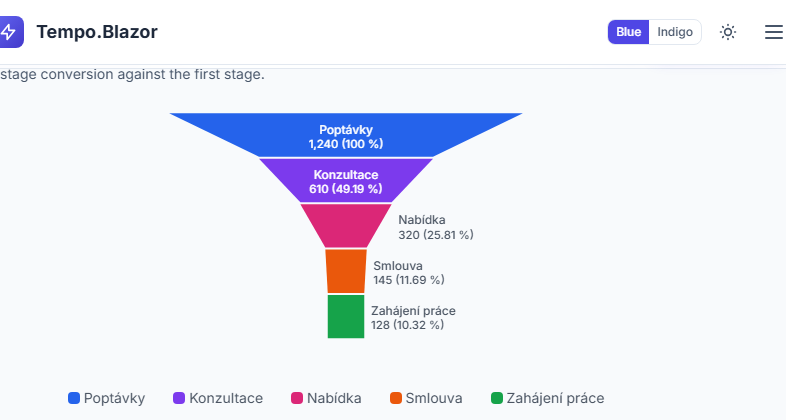 Tempo.Blazor
Blue Indigo
stage conversion against the first stage.
Poptávky
1,240 (100 %)
Konzultace
610 (49.19 %)
Nabídka
320 (25.81 %)
Smlouva
145 (11.69 %)
Zahájení práce
128 (10.32 %)
Poptávky Konzultace Nabídka Smlouva Zahájení práce